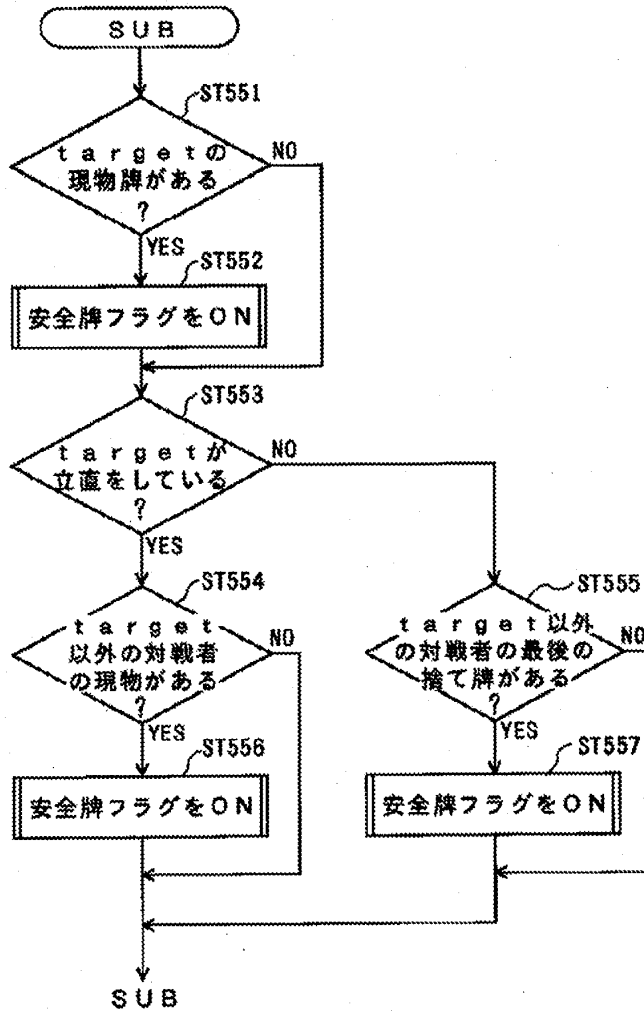 SUB
ST551
targetの
現物牌がある
?
NO
YES
ST552
安全牌フラグをON
ST553
targetが
立直をしている
?
NO
YES
ST554
target
以外の対戦者
の現物がある
?
NO
YES
ST555
target以外
の対戦者の最後の
捨て牌がある
?
NO
YES
ST556
安全牌フラグをON
ST557
安全牌フラグをON
SUB